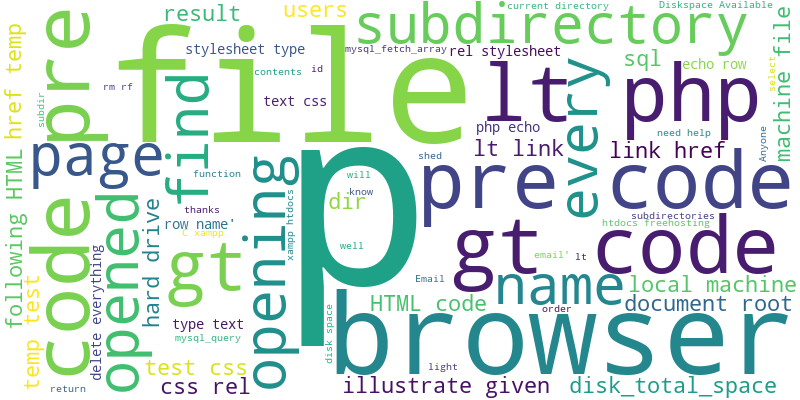 current directory
Diskspace Available
result
users
subdirectory
file
pre
stylesheet type
mysql_fetch_array
rel stylesheet
sql
echo row
machine file
href temp
contents
id
lt
php
select
rm rf
find
every
text css
subdir
php echo
need help
page
p
lt link
link href
Anyone
shed
pre
code
function
will
know
dir
xampp htdocs
opening
opened
thanks
row name'
C xampp
subdirectories
htdocs freehosting
following HTML
code
gt
well
gt
code
email'
lt
hard drive
delete everything
Email
name
local machine
temp test
HTML code
document root
order
browser
type text
mysql_query
disk space
test css
light
return
css rel
illustrate given
disk_total_space